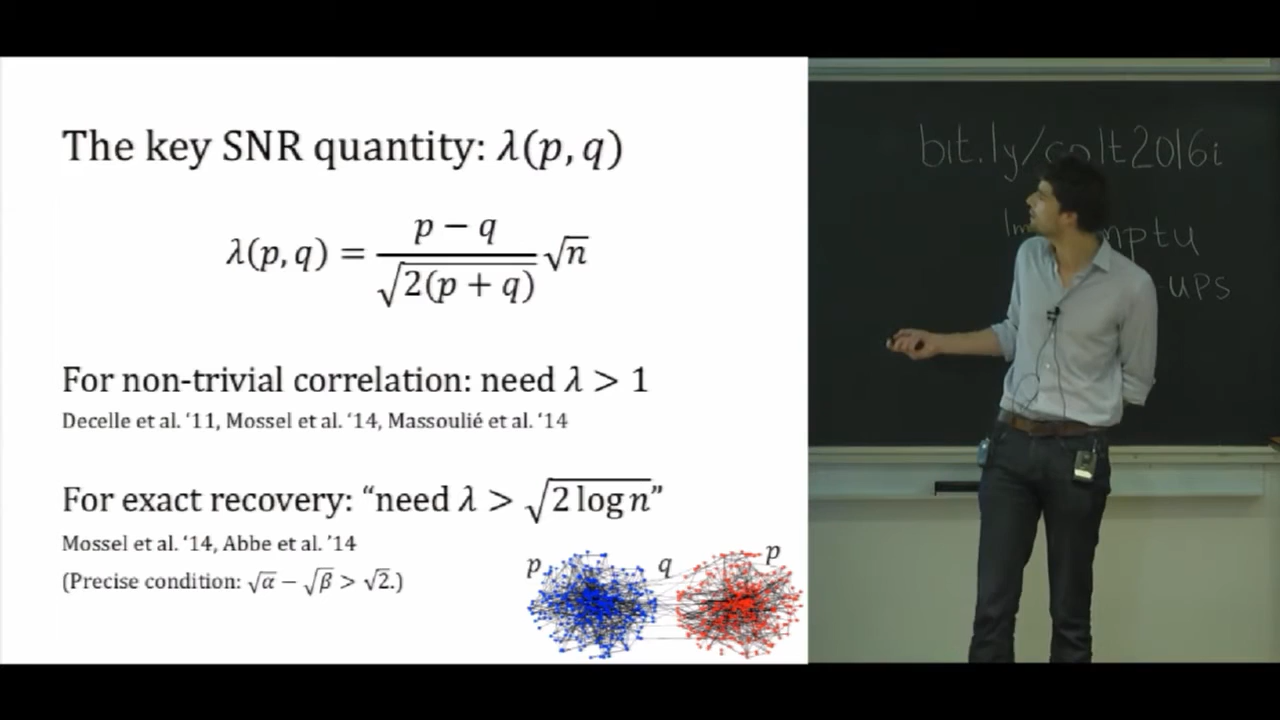 The key SNR quantity: λ(p, q)
λ(p, q) = (p − q) / √(2(p + q)) √n
For non-trivial correlation: need λ > 1
Decelle et al. ‘11, Mossel et al. ‘14, Massoulié et al. ‘14
For exact recovery: “need λ > √(2 log n)”
Mossel et al. ‘14, Abbe et al. ’14
(Precise condition: √α − √β > √2.)
p q p
bit.ly/colt2016i
ups